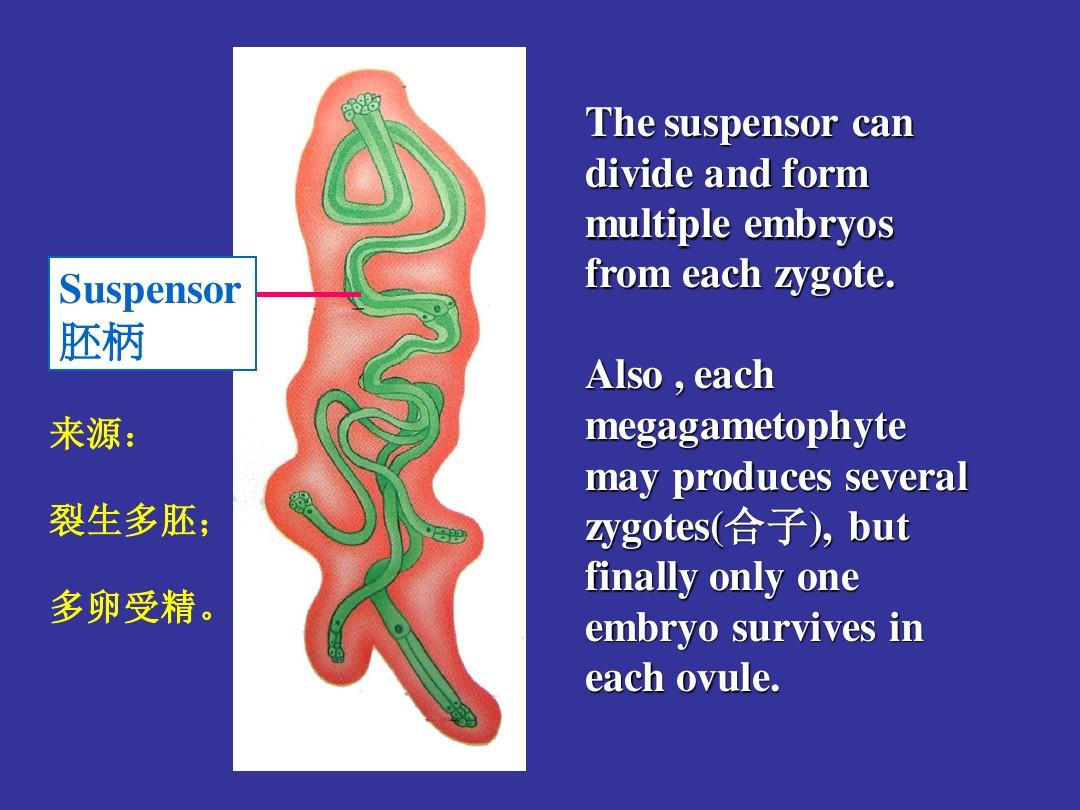 Suspensor
胚柄
来源：
裂生多胚；
多卵受精。
The suspensor can
divide and form
multiple embryos
from each zygote.
Also , each
megagametophyte
may produces several
zygotes(合子), but
finally only one
embryo survives in
each ovule.